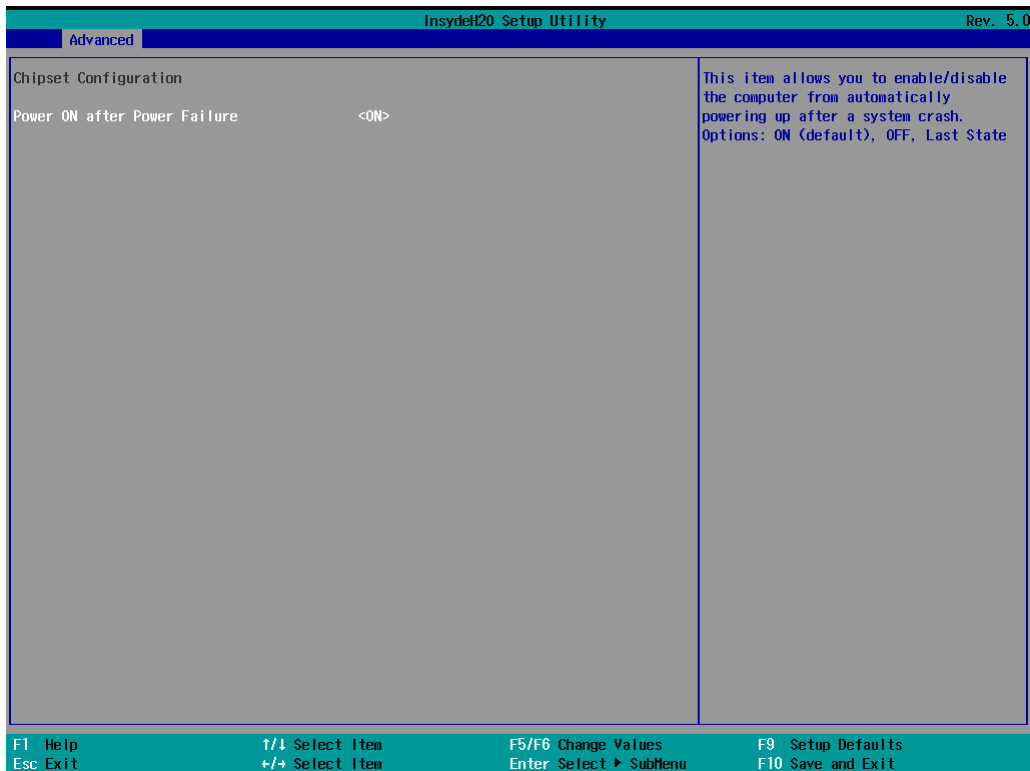 InsydeH2O Setup Utility Rev. 5.0
Advanced
Chipset Configuration
Power ON after Power Failure <ON>
This item allows you to enable/disable
the computer from automatically
powering up after a system crash.
Options: ON (default), OFF, Last State
F1 Help ↑/↓ Select Item F5/F6 Change Values F9 Setup Defaults
Esc Exit ←/→ Select Item Enter Select ▶ SubMenu F10 Save and Exit